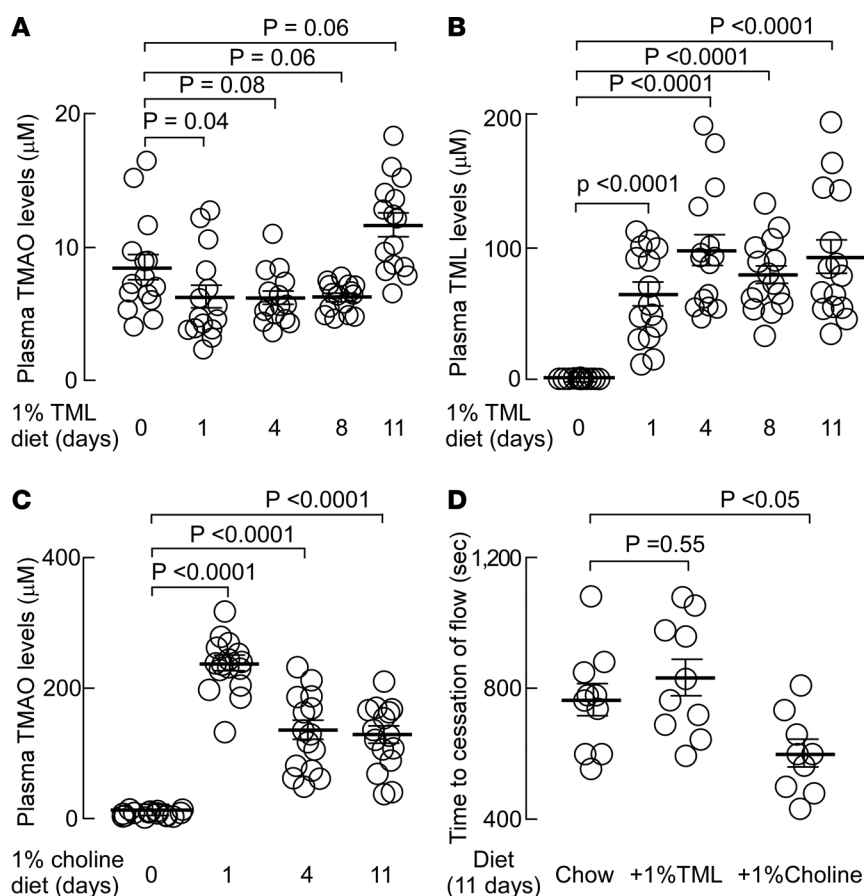 A
P = 0.06
P = 0.06
P = 0.08
P = 0.04
Plasma TMAO levels (μM)
20
10
0
1% TML
diet (days)
0 1 4 8 11
B
P <0.0001
P <0.0001
P <0.0001
p <0.0001
Plasma TML levels (μM)
200
100
0
1% TML
diet (days)
0 1 4 8 11
C
P <0.0001
P <0.0001
P <0.0001
Plasma TMAO levels (μM)
400
200
0
1% choline
diet (days)
0 1 4 11
D
P <0.05
P =0.55
Time to cessation of flow (sec)
1,200
800
400
Diet
(11 days)
Chow +1%TML +1%Choline